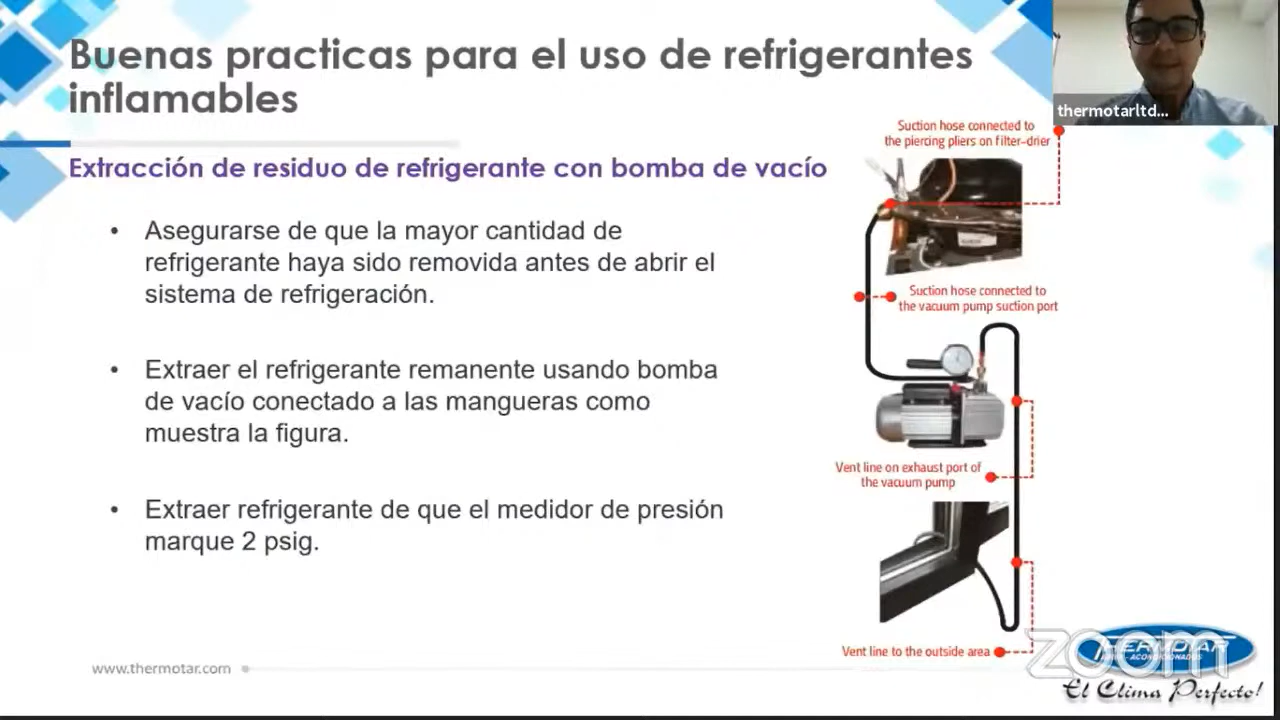 Buenas practicas para el uso de refrigerantes
inflamables
thermotarltd...
Extracción de residuo de refrigerante con bomba de vacío
• Asegurarse de que la mayor cantidad de
refrigerante haya sido removida antes de abrir el
sistema de refrigeración.
• Extraer el refrigerante remanente usando bomba
de vacío conectado a las mangueras como
muestra la figura.
• Extraer refrigerante de que el medidor de presión
marque 2 psig.
Suction hose connected to
the piercing pliers on filter-drier
Suction hose connected to
the vacuum pump suction port
Vent line on exhaust port of
the vacuum pump
Vent line to the outside area
www.thermotar.com
zoom
THERMOTAR
El Clima Perfecto!